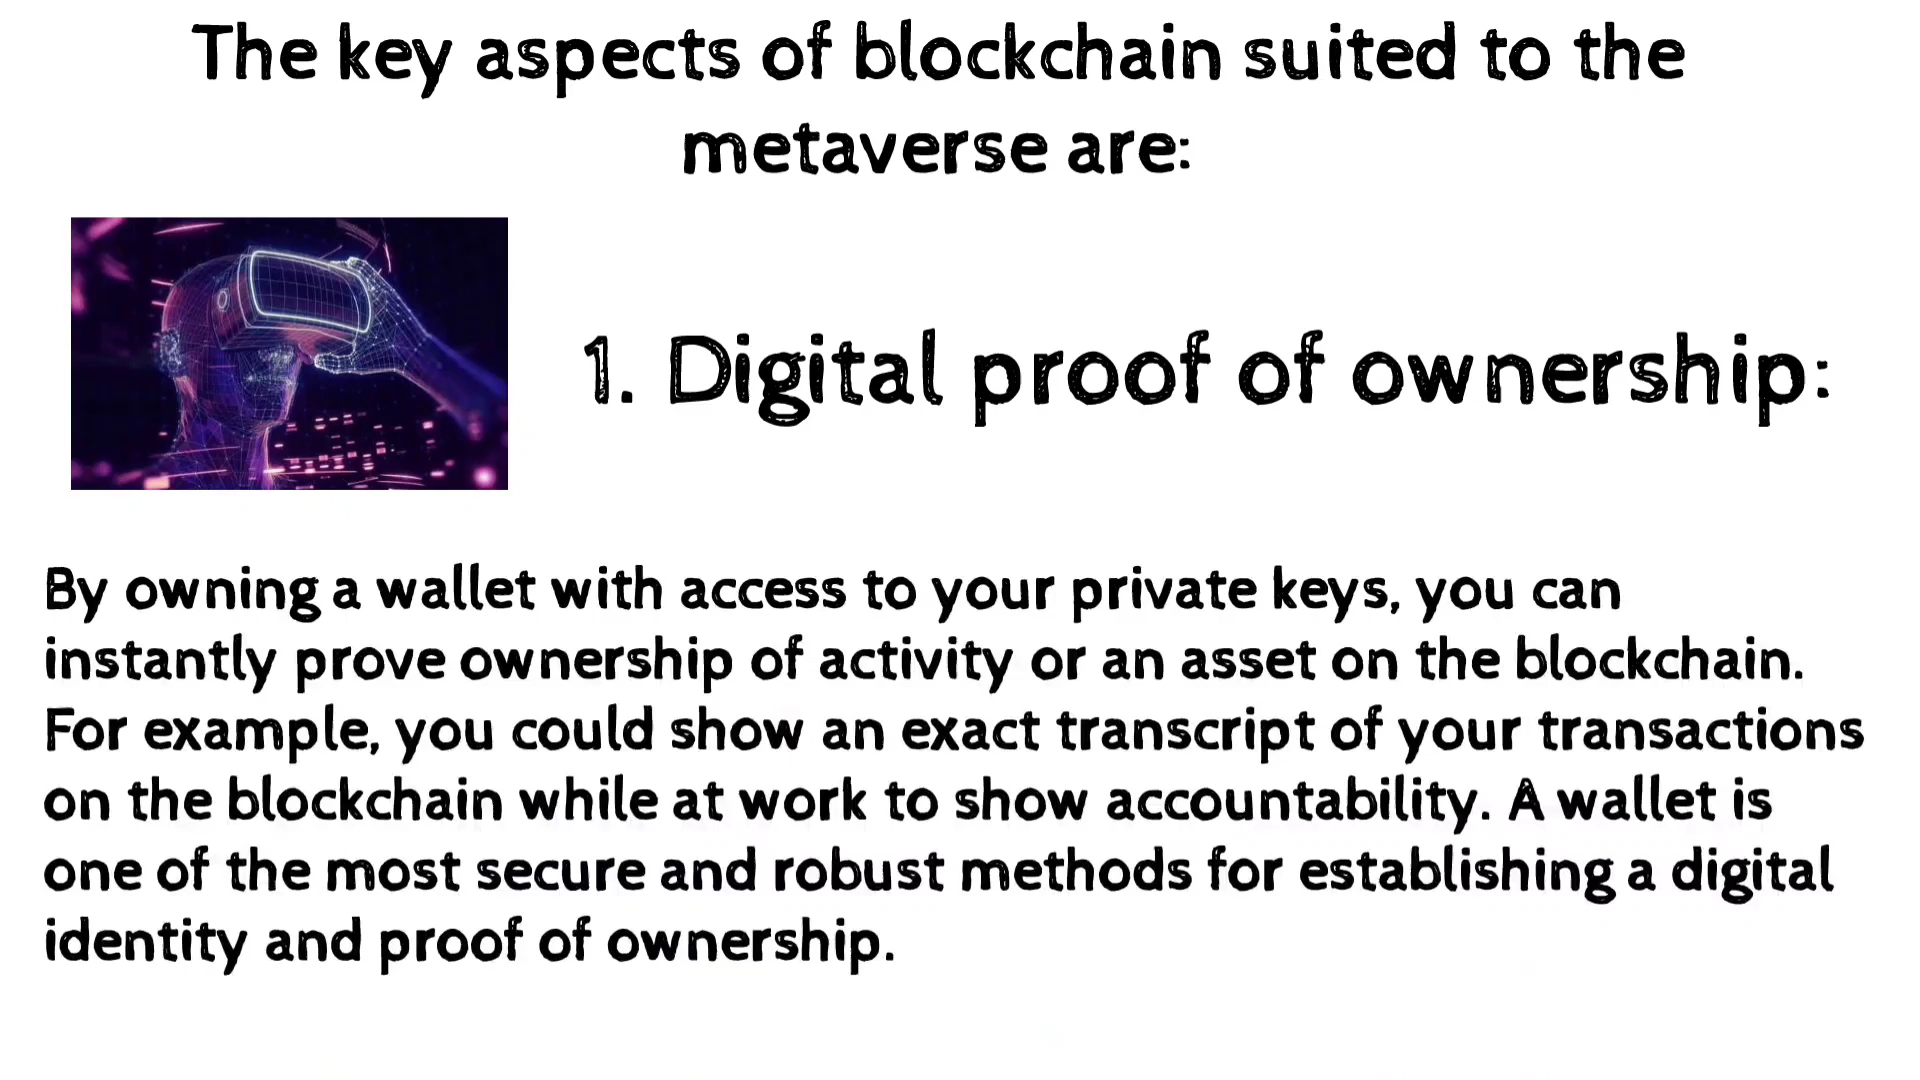 The key aspects of blockchain suited to the
metaverse are:
1. Digital proof of ownership:
By owning a wallet with access to your private keys, you can
instantly prove ownership of activity or an asset on the blockchain.
For example, you could show an exact transcript of your transactions
on the blockchain while at work to show accountability. A wallet is
one of the most secure and robust methods for establishing a digital
identity and proof of ownership.